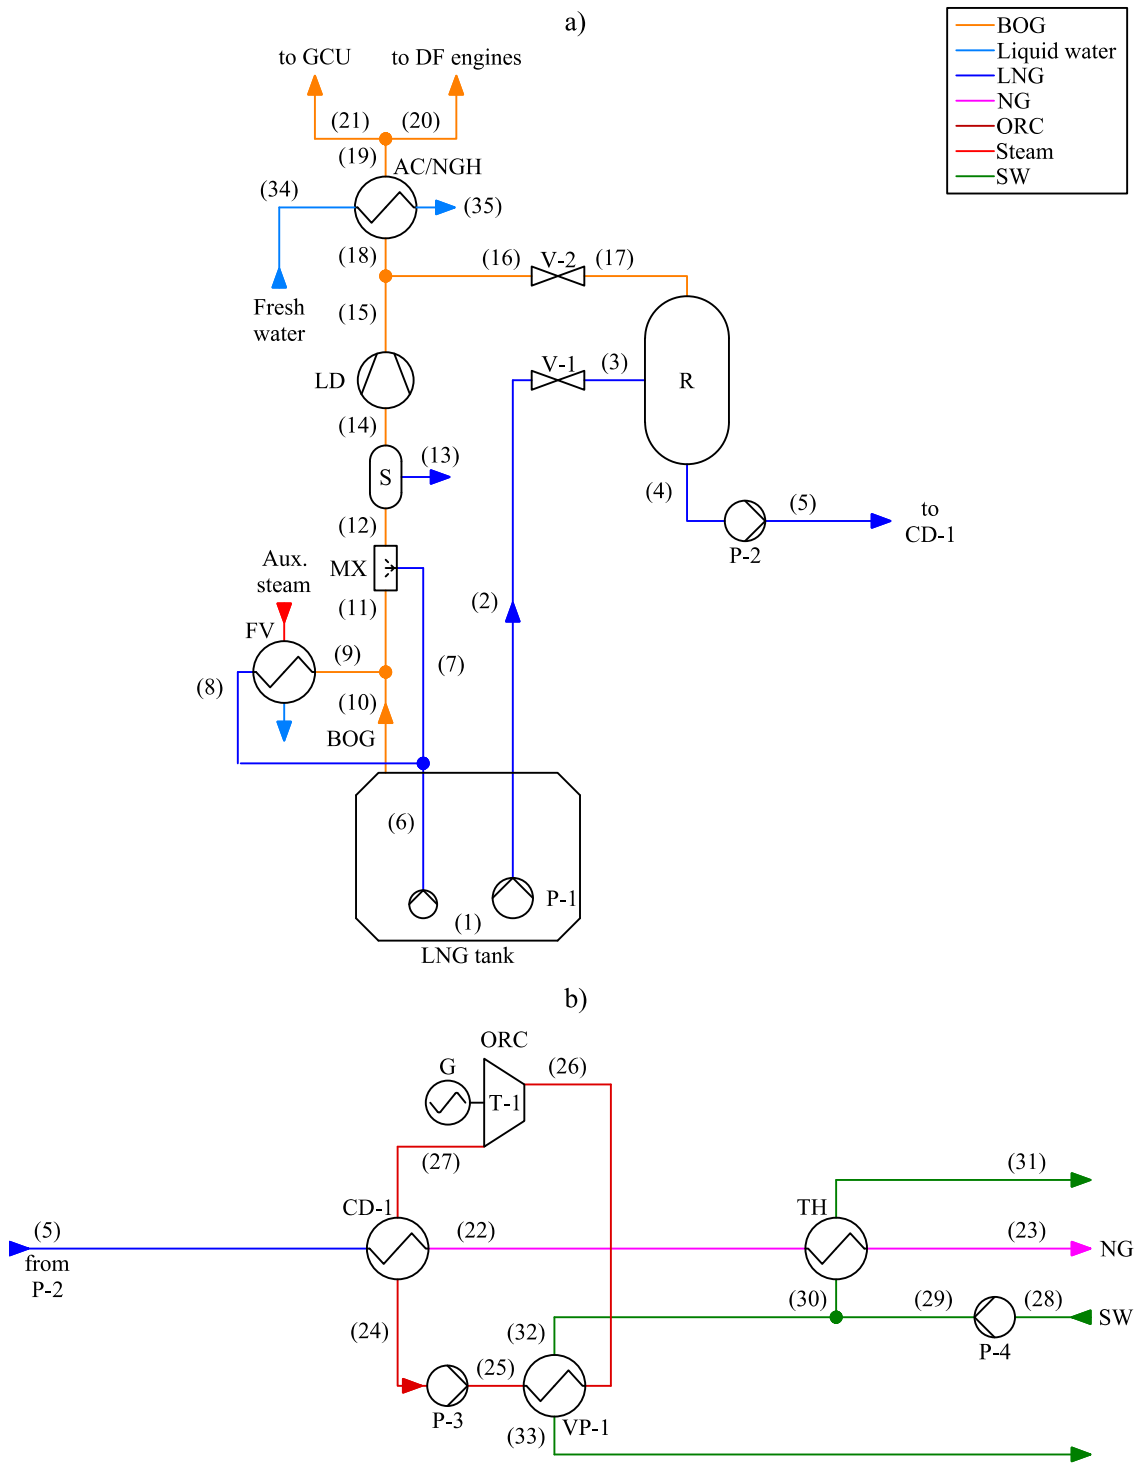 a)
BOG
Liquid water
LNG
NG
ORC
Steam
SW
to GCU
to DF engines
(21)
(20)
(19)
AC/NGH
(34)
(35)
(18)
(16)
V-2
(17)
Fresh
water
(15)
LD
V-1
(3)
R
(14)
(13)
S
(4)
(5)
to
CD-1
(12)
P-2
Aux.
steam
MX
(11)
(2)
FV
(9)
(7)
(8)
(10)
BOG
(6)
P-1
(1)
LNG tank
b)
ORC
G
(26)
T-1
(27)
(31)
CD-1
TH
(5)
from
P-2
(22)
(23)
NG
(24)
(30)
(29)
(28)
SW
(32)
P-4
(25)
P-3
(33)
VP-1